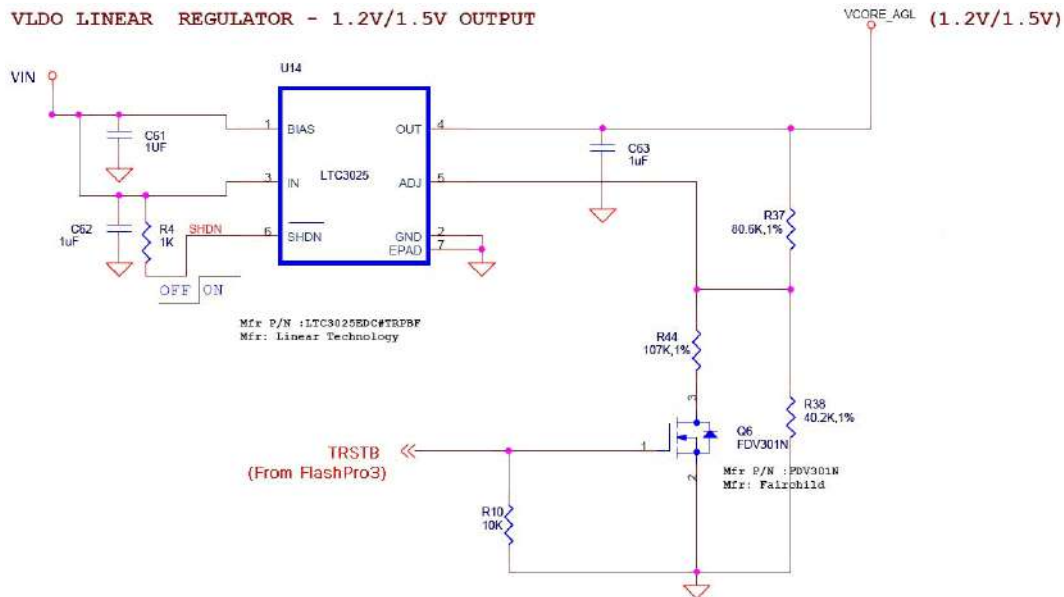 VLDO LINEAR REGULATOR - 1.2V/1.5V OUTPUT
VCORE_AGL (1.2V/1.5V)
U14
VIN
C61
1UF
1 BIAS
OUT 4
C63
1uF
LTC3025
3 IN
ADJ 5
R37
80.6K,1%
C62
1uF
R4
1K
SHDN
6 SHDN
GND 2
EPAD 7
OFF ON
Mfr P/N :LTC3025EDC#TRPBF
Mfr: Linear Technology
R44
107K,1%
R38
40.2K,1%
3
Q6
FDV301N
TRSTB
(From FlashPro3)
1
2
Mfr P/N :FDV301N
Mfr: Fairchild
R10
10K